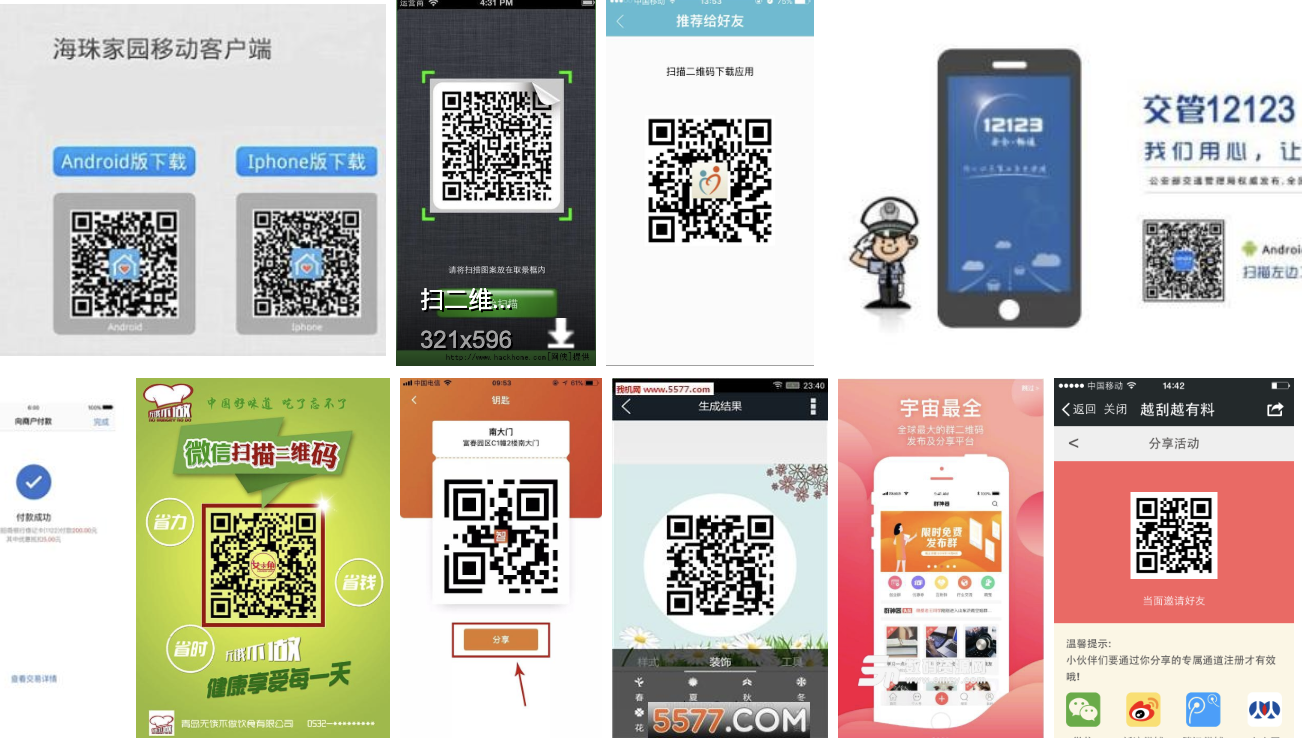 海珠家园移动客户端
Android版下载
Iphone版下载
Android
Iphone
运营商
4:31 PM
请将扫描图案放在取景框内
扫二维...
321x596
http://www.hackhome.com[网侠]提供
中国移动
13:53
75%
推荐给好友
扫描二维码下载应用
12123
交管12123
我们用心，让
公安部交通管理局权威发布,全
扫描左边
100%
向商户付款
完成
付款成功
查看交易详情
中国好味道 吃了忘不了
微信扫描二维码
省力
省钱
省时
健康享受每一天
青岛无饿不做饮食有限公司 0532-
中国电信
09:53
61%
钥匙
南大门
富春园区C1幢2楼南大门
分享
我机网 www.5577.com
23:40
生成结果
样式
装饰
工具
春
夏
秋
冬
花
5577.COM
宇宙最全
全球最大的群二维码
发布及分享平台
群神器
限时免费
发布群
中国移动
14:42
返回 关闭 越刮越有料
分享活动
当面邀请好友
温馨提示:
小伙伴们要通过你分享的专属通道注册才有效
哦!